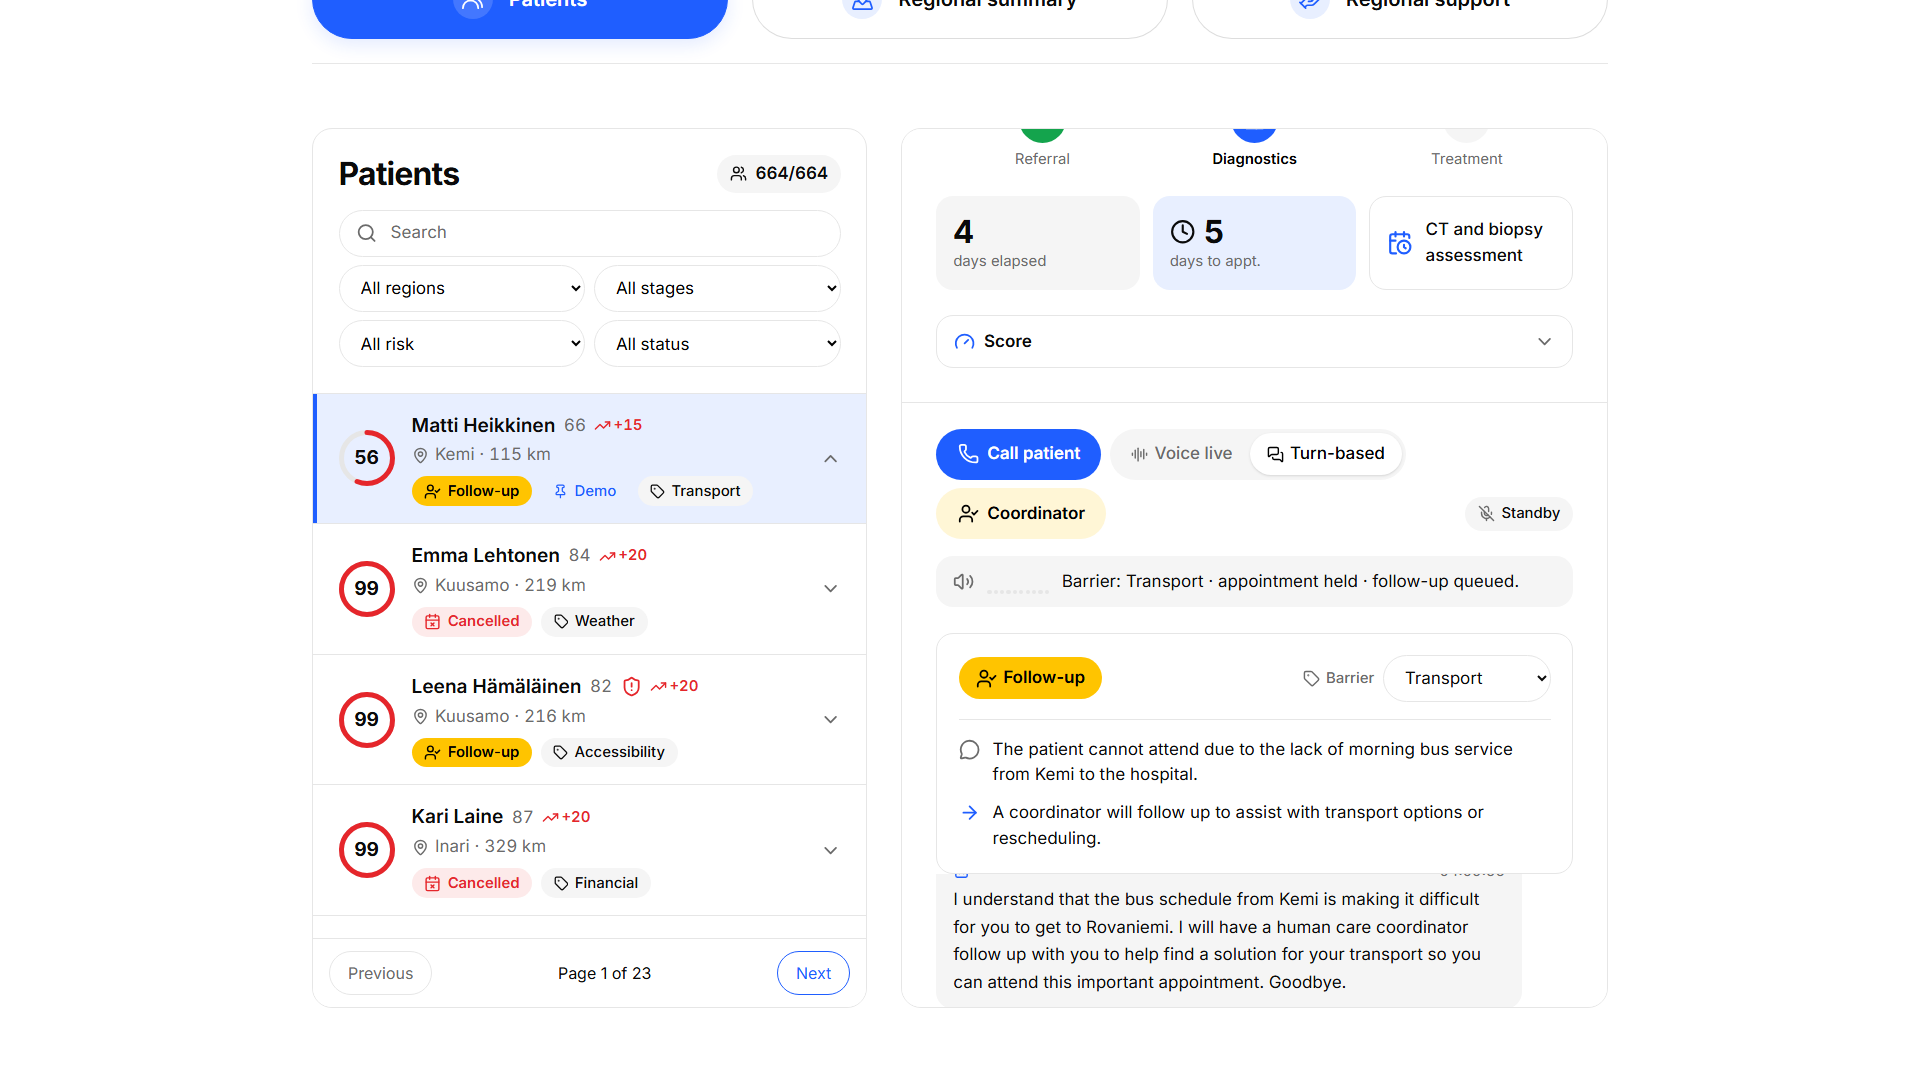 Patients
Regional summary
Regional support
Patients
664/664
Search
All regions
All stages
All risk
All status
56
Matti Heikkinen 66 +15
Kemi · 115 km
Follow-up
Demo
Transport
99
Emma Lehtonen 84 +20
Kuusamo · 219 km
Cancelled
Weather
99
Leena Hämäläinen 82 +20
Kuusamo · 216 km
Follow-up
Accessibility
99
Kari Laine 87 +20
Inari · 329 km
Cancelled
Financial
Previous
Page 1 of 23
Next
Referral
Diagnostics
Treatment
4
days elapsed
5
days to appt.
CT and biopsy
assessment
Score
Call patient
Voice live
Turn-based
Coordinator
Standby
Barrier: Transport · appointment held · follow-up queued.
Follow-up
Barrier
Transport
The patient cannot attend due to the lack of morning bus service
from Kemi to the hospital.
A coordinator will follow up to assist with transport options or
rescheduling.
I understand that the bus schedule from Kemi is making it difficult
for you to get to Rovaniemi. I will have a human care coordinator
follow up with you to help find a solution for your transport so you
can attend this important appointment. Goodbye.